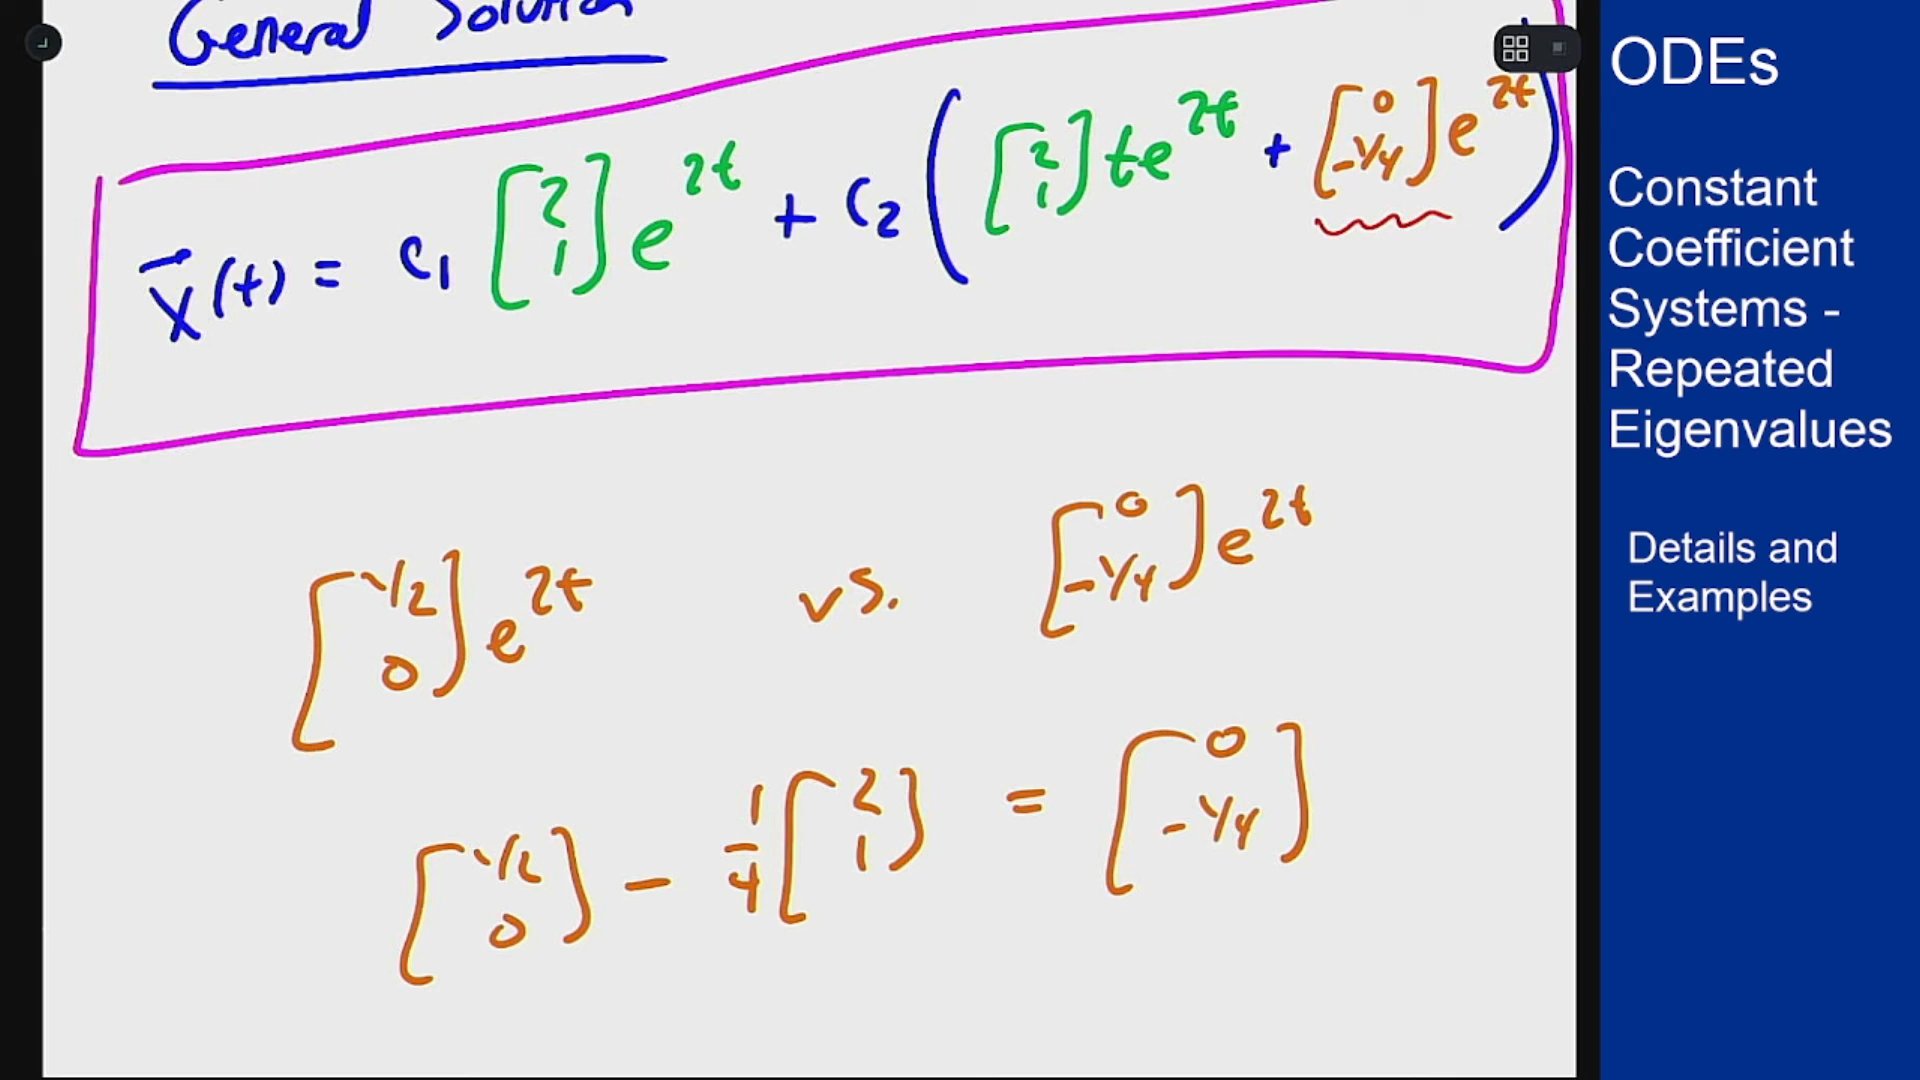 General Solution
x⃗(t) = c₁ [2 1] e^{2t} + c₂ ( [2 1] te^{2t} + [0 -1/4] e^{2t} )
[1/2 0] e^{2t} vs. [0 -1/4] e^{2t}
[1/2 0] - 1/4 [2 1] = [0 -1/4]
ODEs
Constant
Coefficient
Systems -
Repeated
Eigenvalues
Details and
Examples